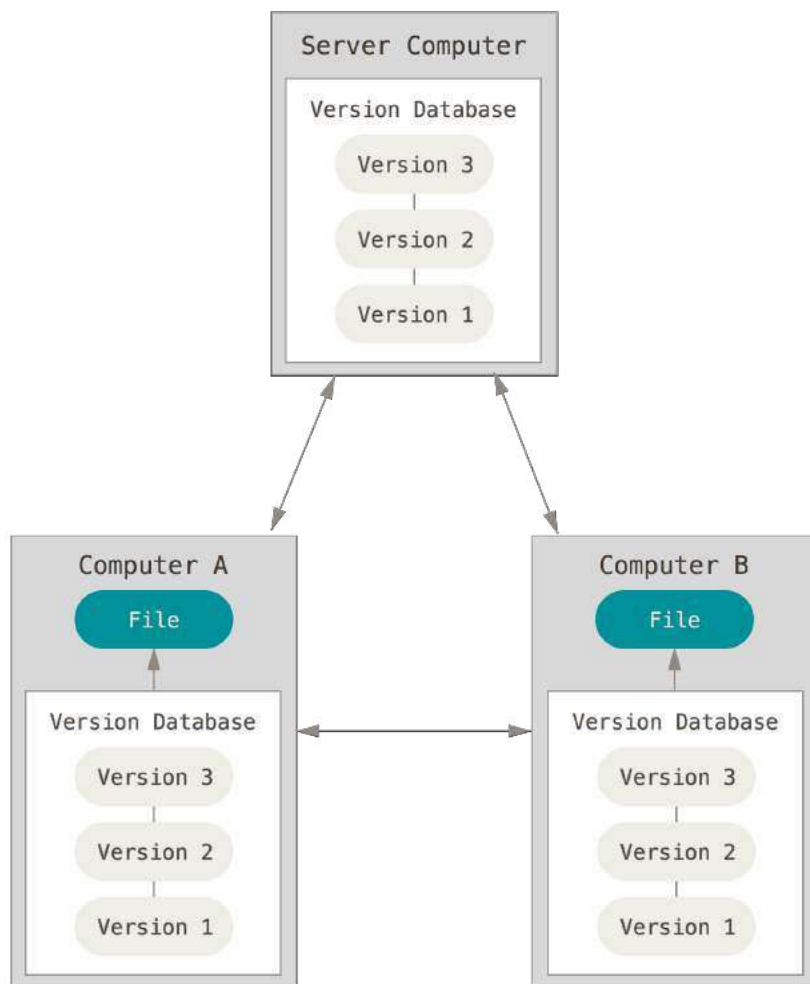 Server Computer
Version Database
Version 3
Version 2
Version 1
Computer A
File
Version Database
Version 3
Version 2
Version 1
Computer B
File
Version Database
Version 3
Version 2
Version 1